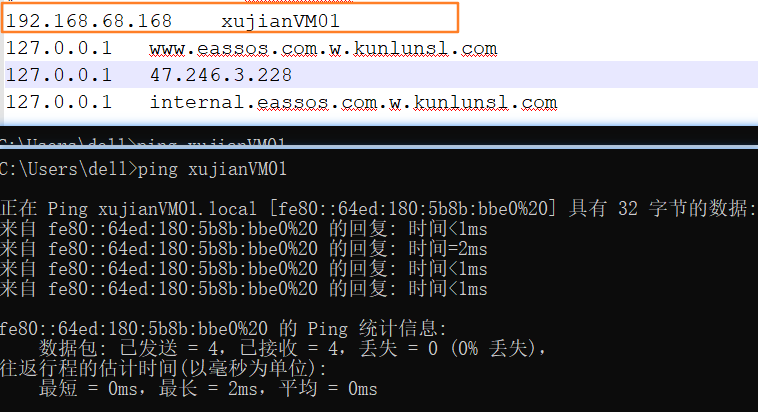 192.168.68.168 xujianVM01
127.0.0.1 www.eassos.com.w.kunlunsl.com
127.0.0.1 47.246.3.228
127.0.0.1 internal.eassos.com.w.kunlunsl.com
C:\Users\dell>ping xujianVM01
C:\Users\dell>ping xujianVM01
正在 Ping xujianVM01.local [fe80::64ed:180:5b8b:bbe0%20] 具有 32 字节的数据:
来自 fe80::64ed:180:5b8b:bbe0%20 的回复: 时间<1ms
来自 fe80::64ed:180:5b8b:bbe0%20 的回复: 时间=2ms
来自 fe80::64ed:180:5b8b:bbe0%20 的回复: 时间<1ms
来自 fe80::64ed:180:5b8b:bbe0%20 的回复: 时间<1ms
fe80::64ed:180:5b8b:bbe0%20 的 Ping 统计信息:
数据包: 已发送 = 4，已接收 = 4，丢失 = 0 (0% 丢失)，
往返行程的估计时间(以毫秒为单位):
最短 = 0ms，最长 = 2ms，平均 = 0ms